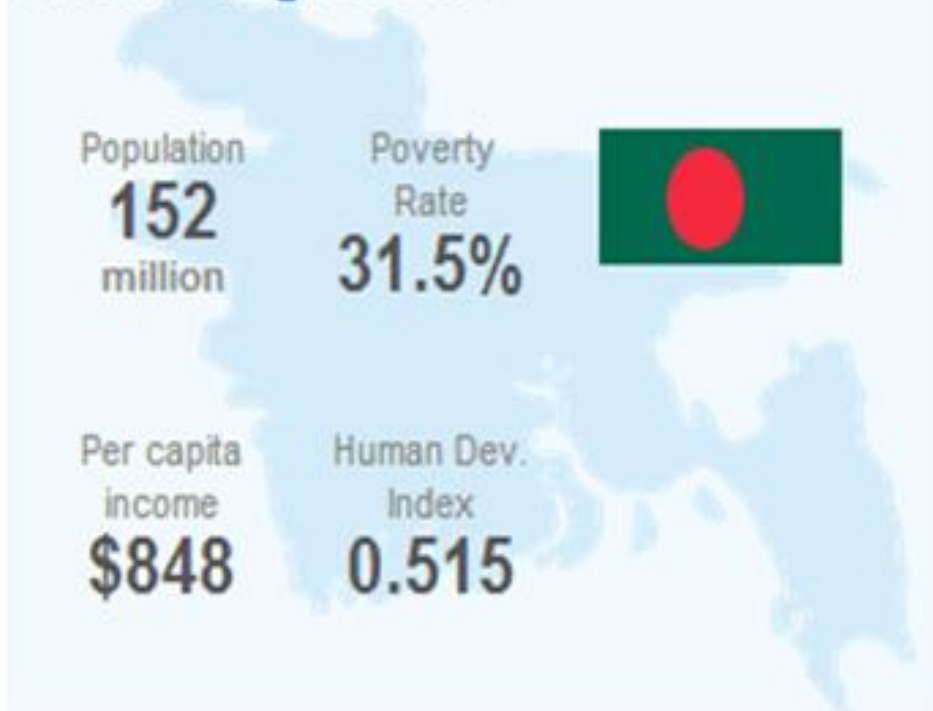 Population
152
million
Poverty
Rate
31.5%
Per capita
income
$848
Human Dev.
Index
0.515